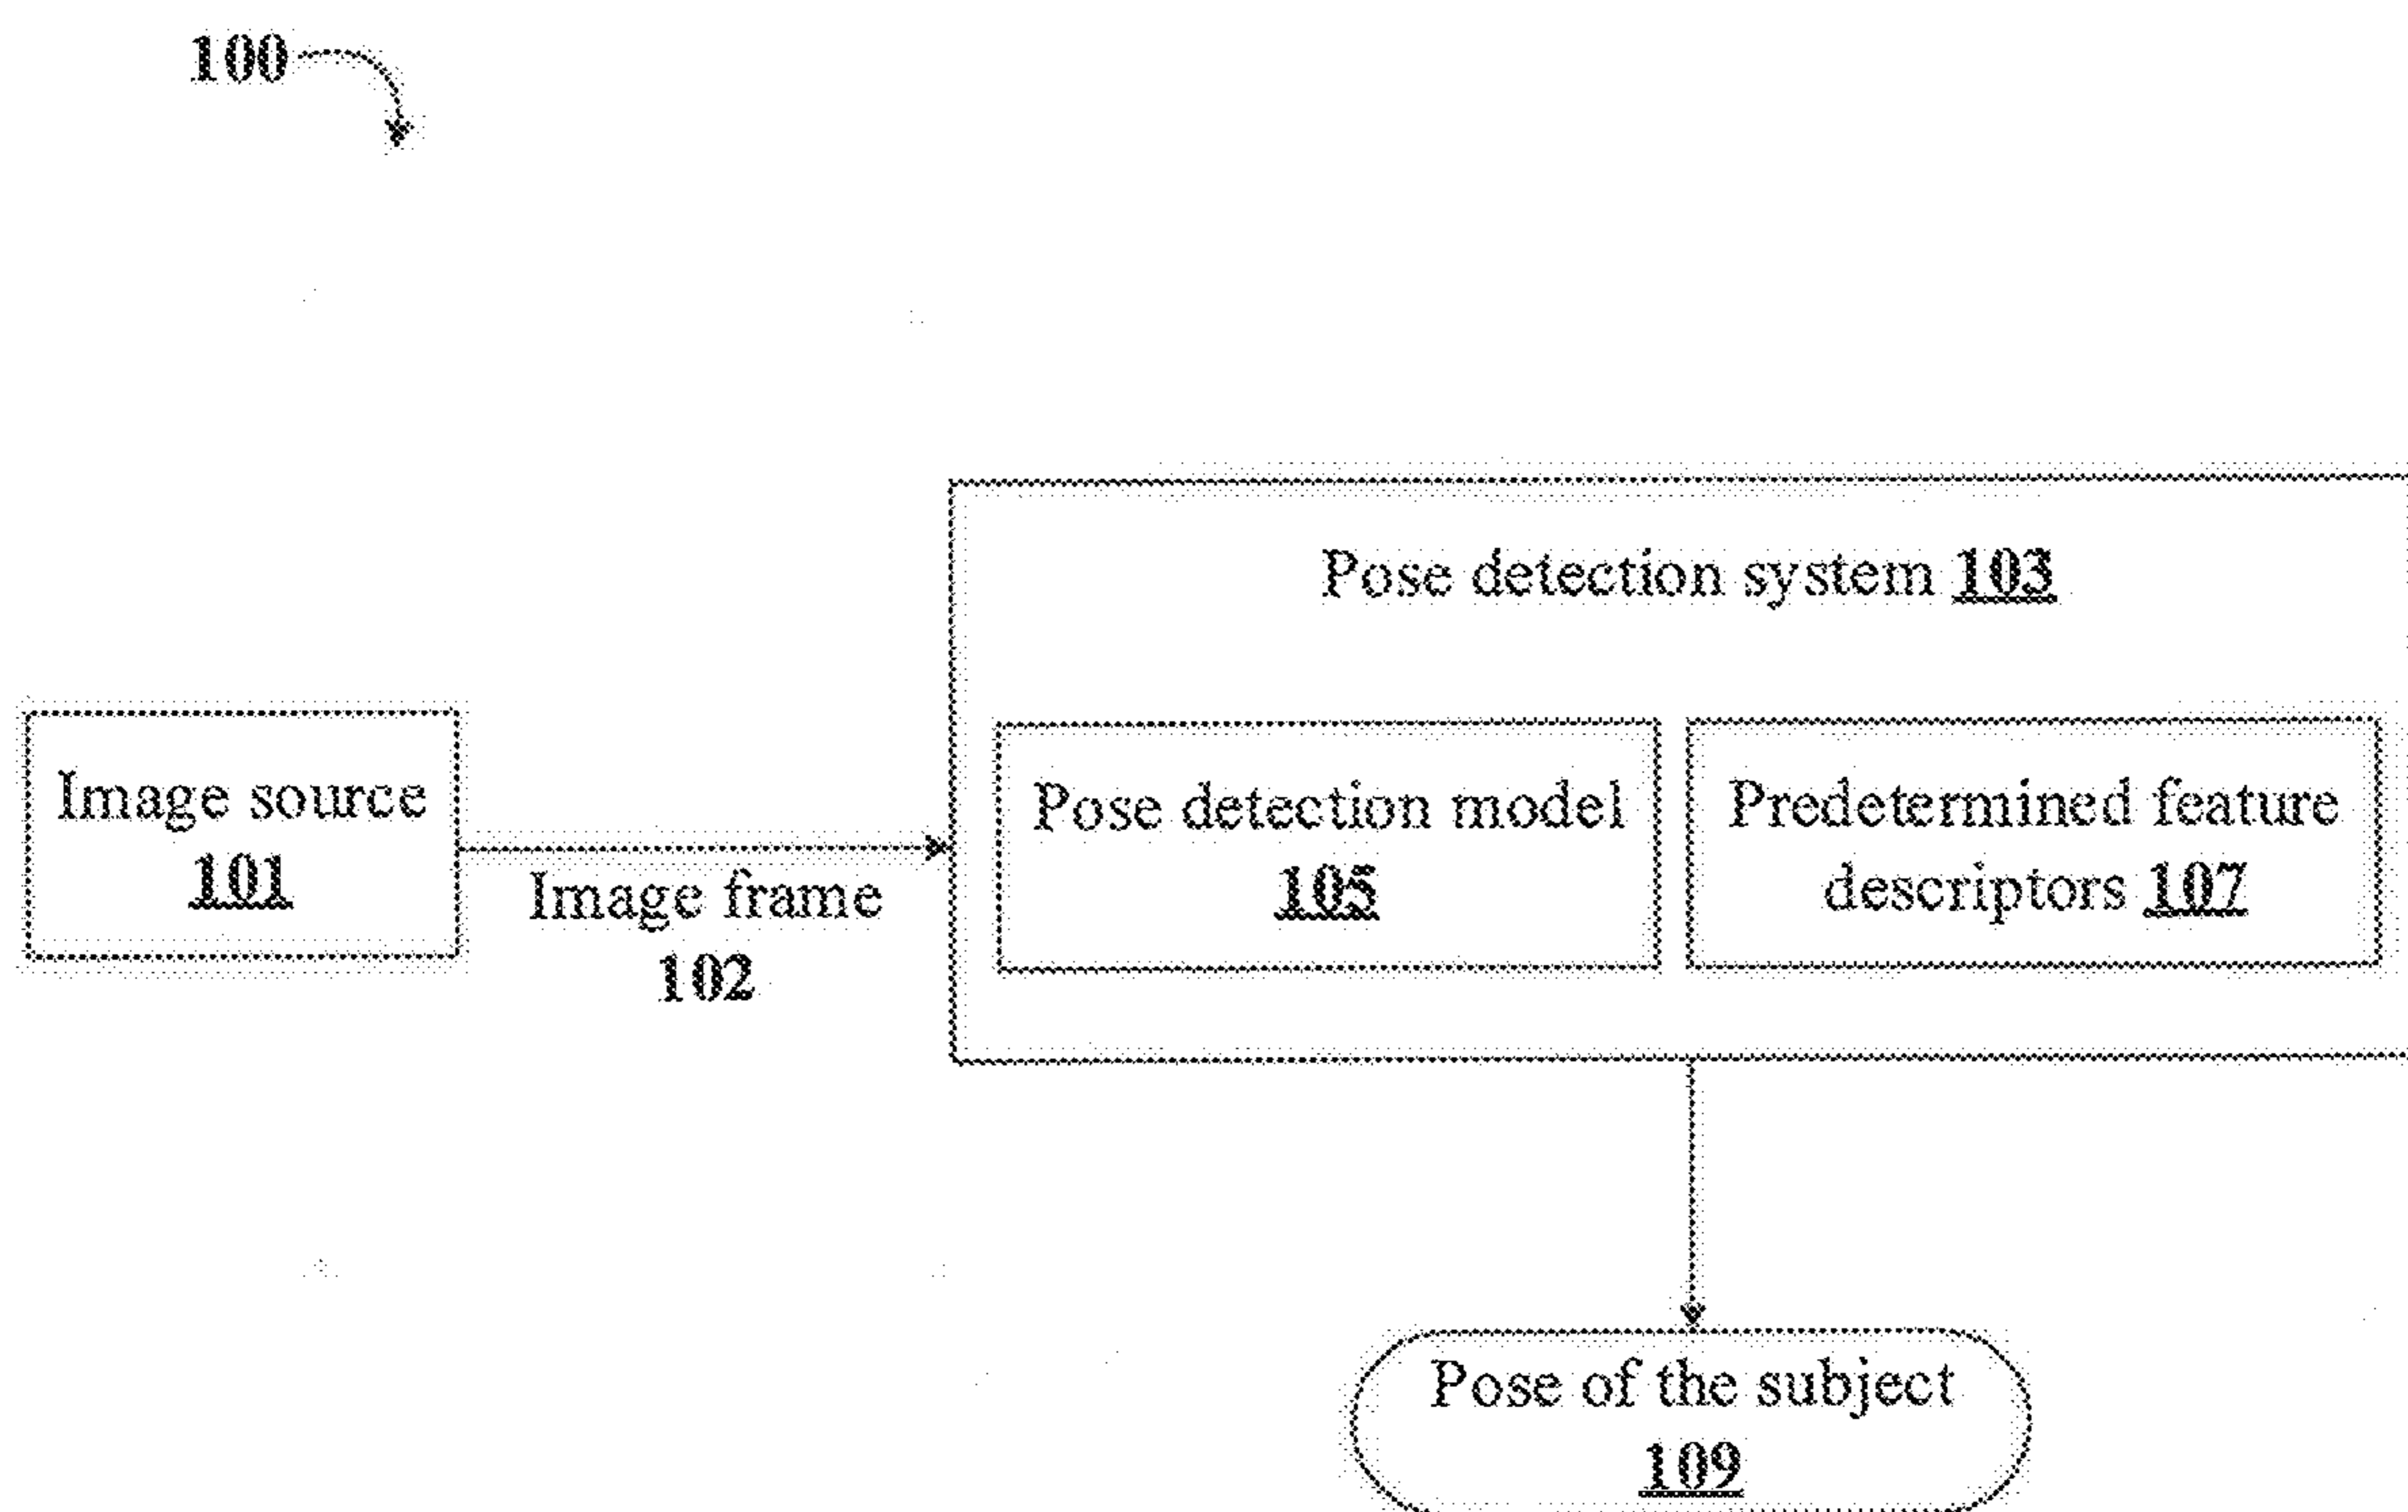 100
Pose detection system 103
Image source
101
Image frame
102
Pose detection model
105
Predetermined feature
descriptors 107
Pose of the subject
109